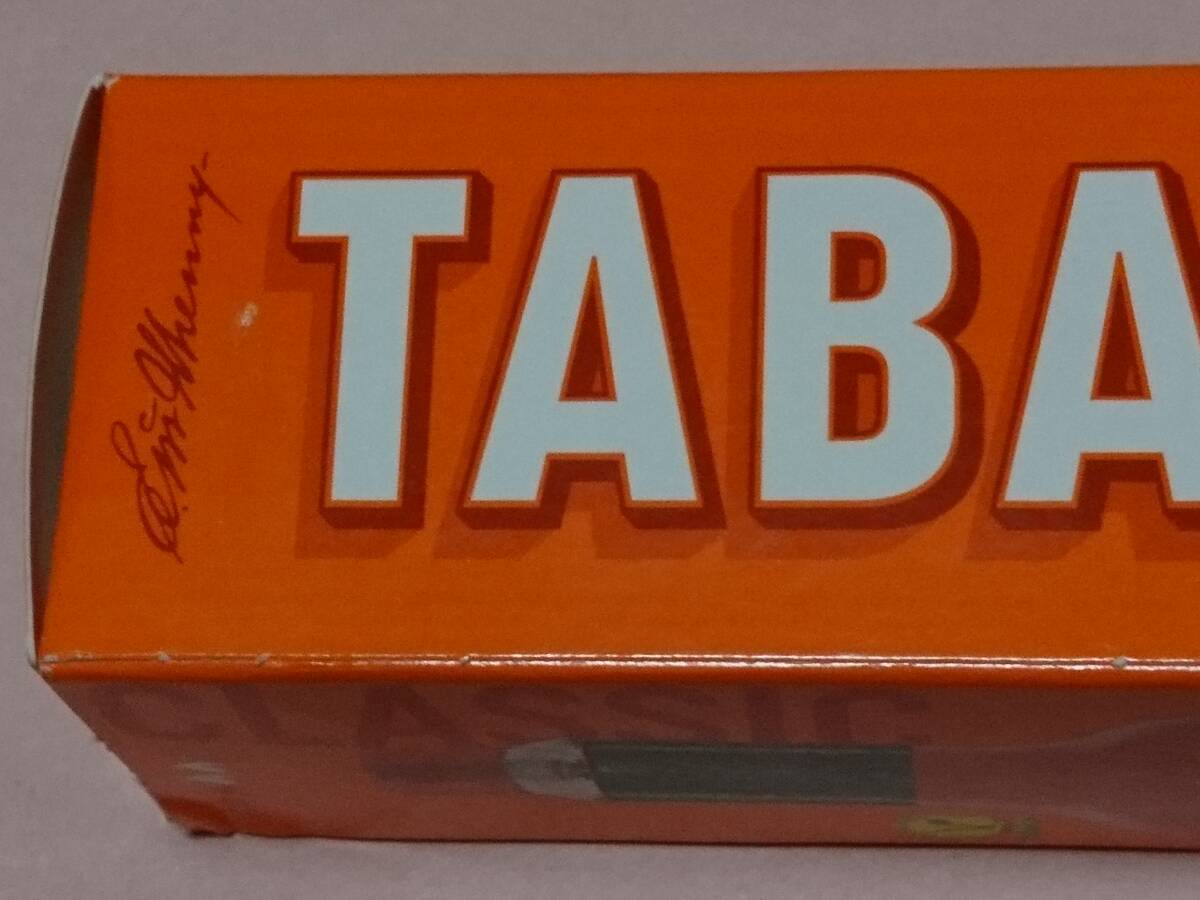 E. McIlhenny
TABA
CLASSIC